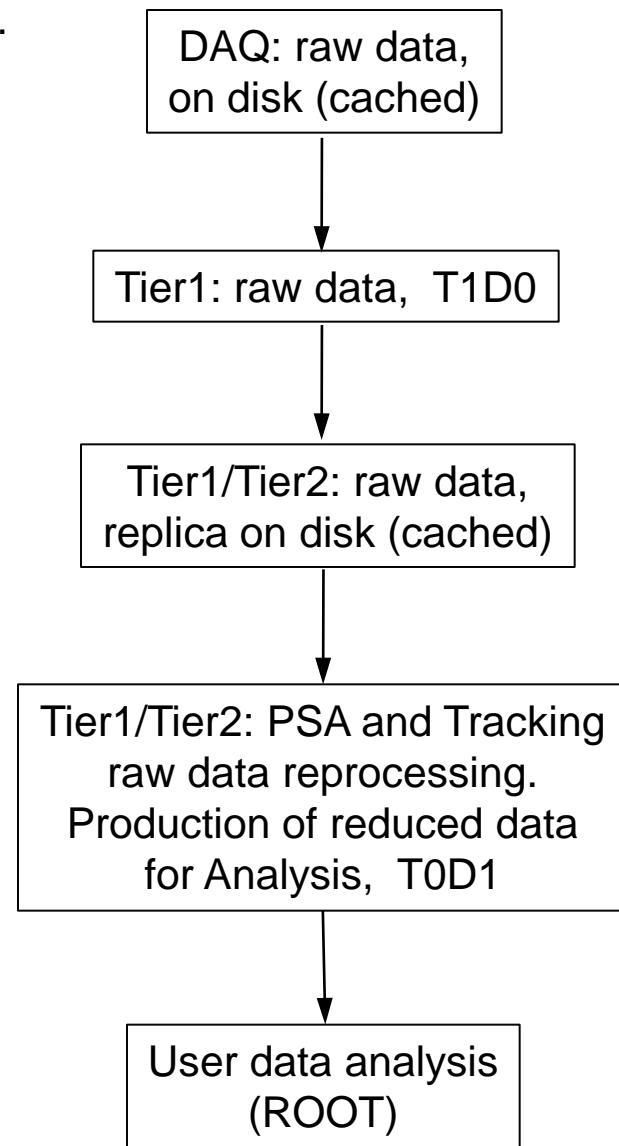 .
DAQ: raw data,
on disk (cached)
Tier1: raw data, T1D0
Tier1/Tier2: raw data,
replica on disk (cached)
Tier1/Tier2: PSA and Tracking
raw data reprocessing.
Production of reduced data
for Analysis, T0D1
User data analysis
(ROOT)